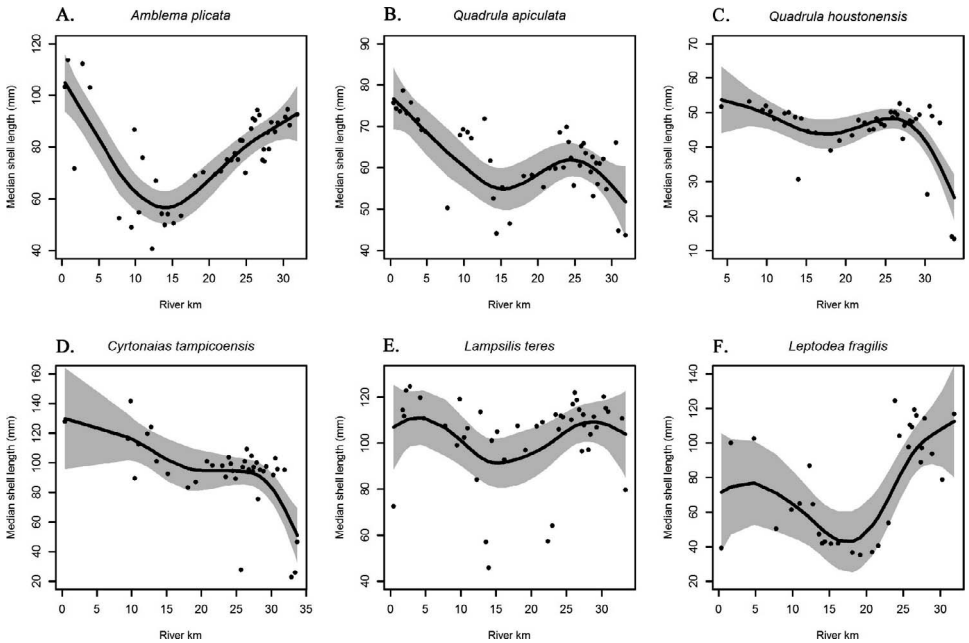 A. Amblema plicata
Median shell length (mm)
120
100
80
60
40
0 5 10 15 20 25 30
River km
B. Quadrula apiculata
Median shell length (mm)
90
80
70
60
50
40
0 5 10 15 20 25 30
River km
C. Quadrula houstonensis
Median shell length (mm)
70
60
50
40
30
20
10
5 10 15 20 25 30
River km
D. Cyrtonaias tampicoensis
Median shell length (mm)
160
140
120
100
80
60
40
20
0 5 10 15 20 25 30 35
River km
E. Lampsilis teres
Median shell length (mm)
120
100
80
60
40
0 5 10 15 20 25 30
River km
F. Leptodea fragilis
Median shell length (mm)
140
120
100
80
60
40
20
0 5 10 15 20 25 30
River km